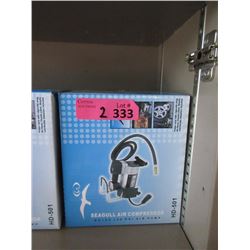 Lot #
2 333
HD-501
SEAGULL AIR COMPRESSOR
HD-501